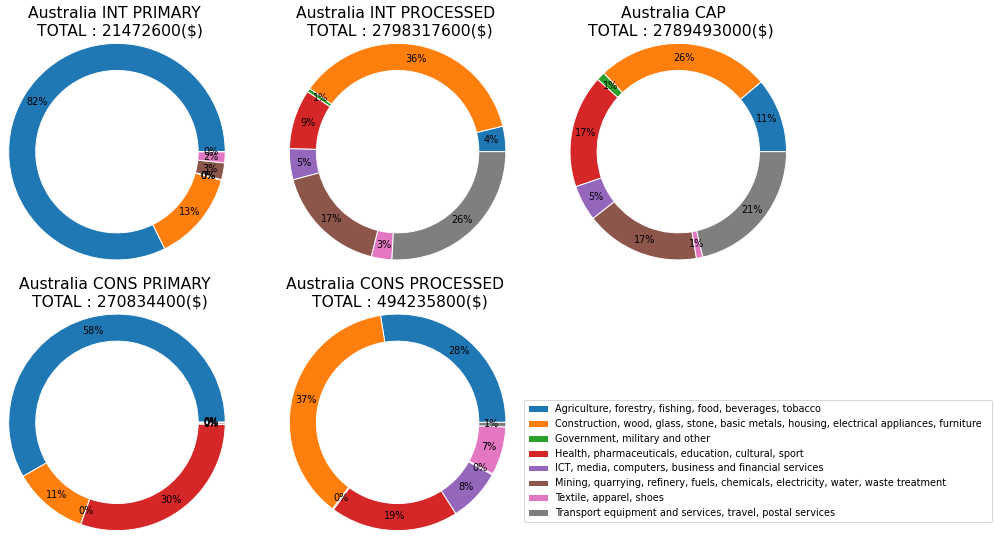 Australia INT PRIMARY
TOTAL : 21472600($)
82%
0%
2%
3%
0%
13%
Australia INT PROCESSED
TOTAL : 2798317600($)
36%
1%
9%
4%
5%
17%
26%
3%
Australia CAP
TOTAL : 2789493000($)
26%
1%
11%
17%
5%
21%
17%
1%
Australia CONS PRIMARY
TOTAL : 270834400($)
58%
0%
11%
30%
0%
Australia CONS PROCESSED
TOTAL : 494235800($)
28%
37%
1%
7%
0%
8%
0%
19%
Agriculture, forestry, fishing, food, beverages, tobacco
Construction, wood, glass, stone, basic metals, housing, electrical appliances, furniture
Government, military and other
Health, pharmaceuticals, education, cultural, sport
ICT, media, computers, business and financial services
Mining, quarrying, refinery, fuels, chemicals, electricity, water, waste treatment
Textile, apparel, shoes
Transport equipment and services, travel, postal services